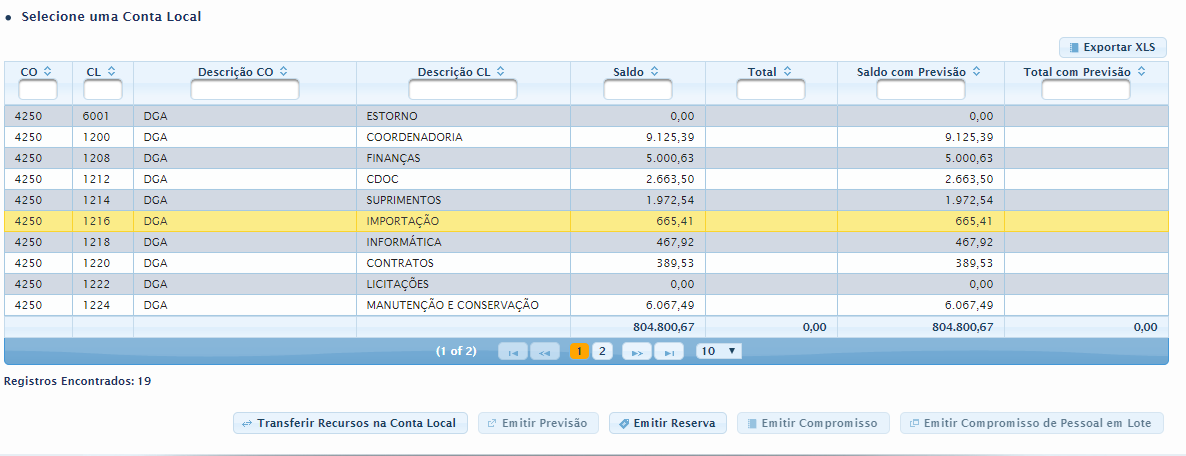 Selecione uma Conta Local
Exportar XLS
CO CL Descrição CO Descrição CL Saldo Total Saldo com Previsão Total com Previsão
4250 6001 DGA ESTORNO 0,00 0,00
4250 1200 DGA COORDENADORIA 9.125,39 9.125,39
4250 1208 DGA FINANÇAS 5.000,63 5.000,63
4250 1212 DGA CDOC 2.663,50 2.663,50
4250 1214 DGA SUPRIMENTOS 1.972,54 1.972,54
4250 1216 DGA IMPORTAÇÃO 665,41 665,41
4250 1218 DGA INFORMÁTICA 467,92 467,92
4250 1220 DGA CONTRATOS 389,53 389,53
4250 1222 DGA LICITAÇÕES 0,00 0,00
4250 1224 DGA MANUTENÇÃO E CONSERVAÇÃO 6.067,49 6.067,49
804.800,67 0,00 804.800,67 0,00
(1 of 2) 1 2 10
Registros Encontrados: 19
Transferir Recursos na Conta Local Emitir Previsão Emitir Reserva Emitir Compromisso Emitir Compromisso de Pessoal em Lote